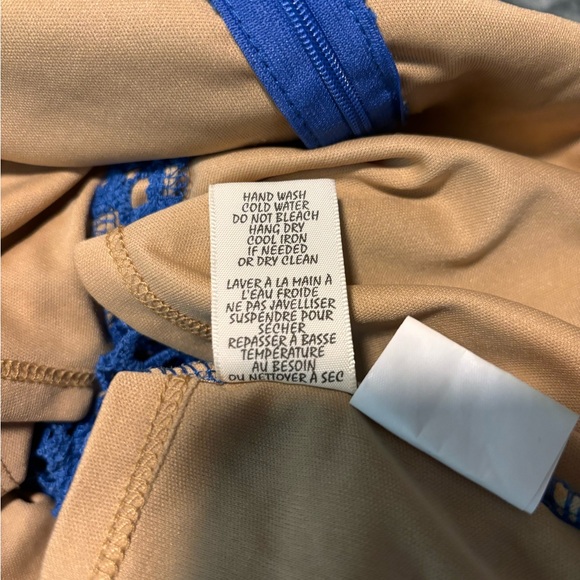 HAND WASH
COLD WATER
DO NOT BLEACH
HANG DRY
COOL IRON
IF NEEDED
OR DRY CLEAN
LAVER À LA MAIN À
L'EAU FROIDE
NE PAS JAVELLISER
SUSPENDRE POUR
SÉCHER
REPASSER À BASSE
TEMPÉRATURE
AU BESOIN
OU NETTOYER À SEC